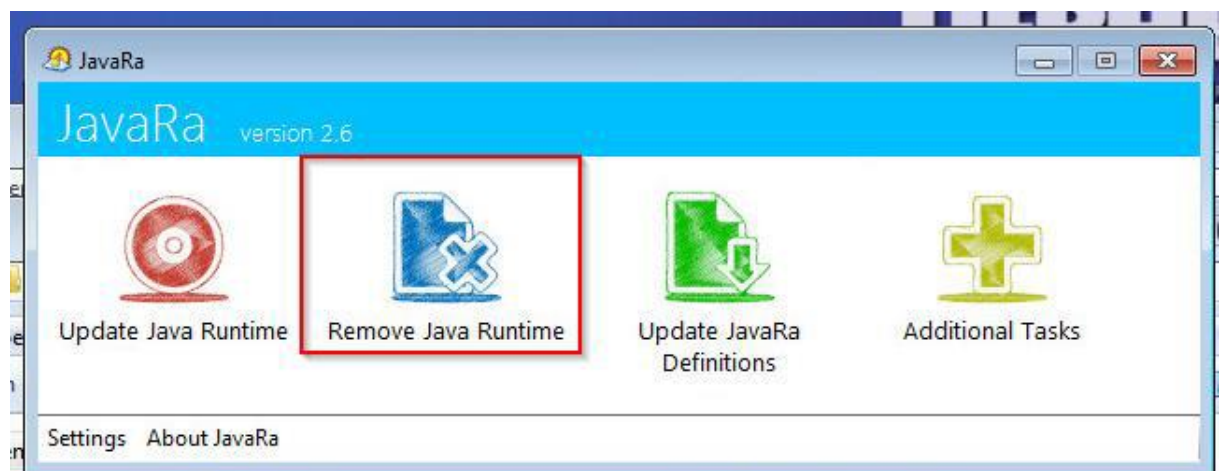 JavaRa
JavaRa version 2.6
Update Java Runtime
Remove Java Runtime
Update JavaRa
Definitions
Additional Tasks
Settings About JavaRa